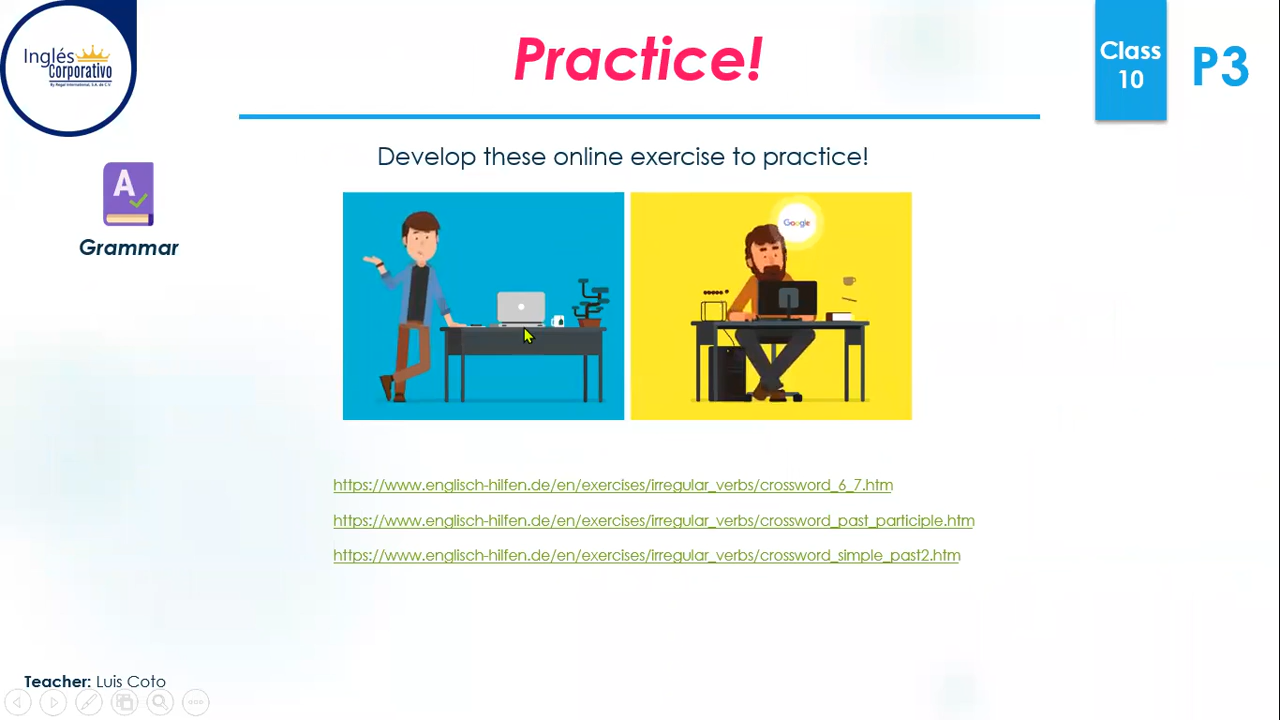 Inglés
Corporativo
By Regal International, S.A. de C.V
Practice!
Class
10
P3
Develop these online exercise to practice!
A
Grammar
Google
https://www.englisch-hilfen.de/en/exercises/irregular_verbs/crossword_6_7.htm
https://www.englisch-hilfen.de/en/exercises/irregular_verbs/crossword_past_participle.htm
https://www.englisch-hilfen.de/en/exercises/irregular_verbs/crossword_simple_past2.htm
Teacher: Luis Coto